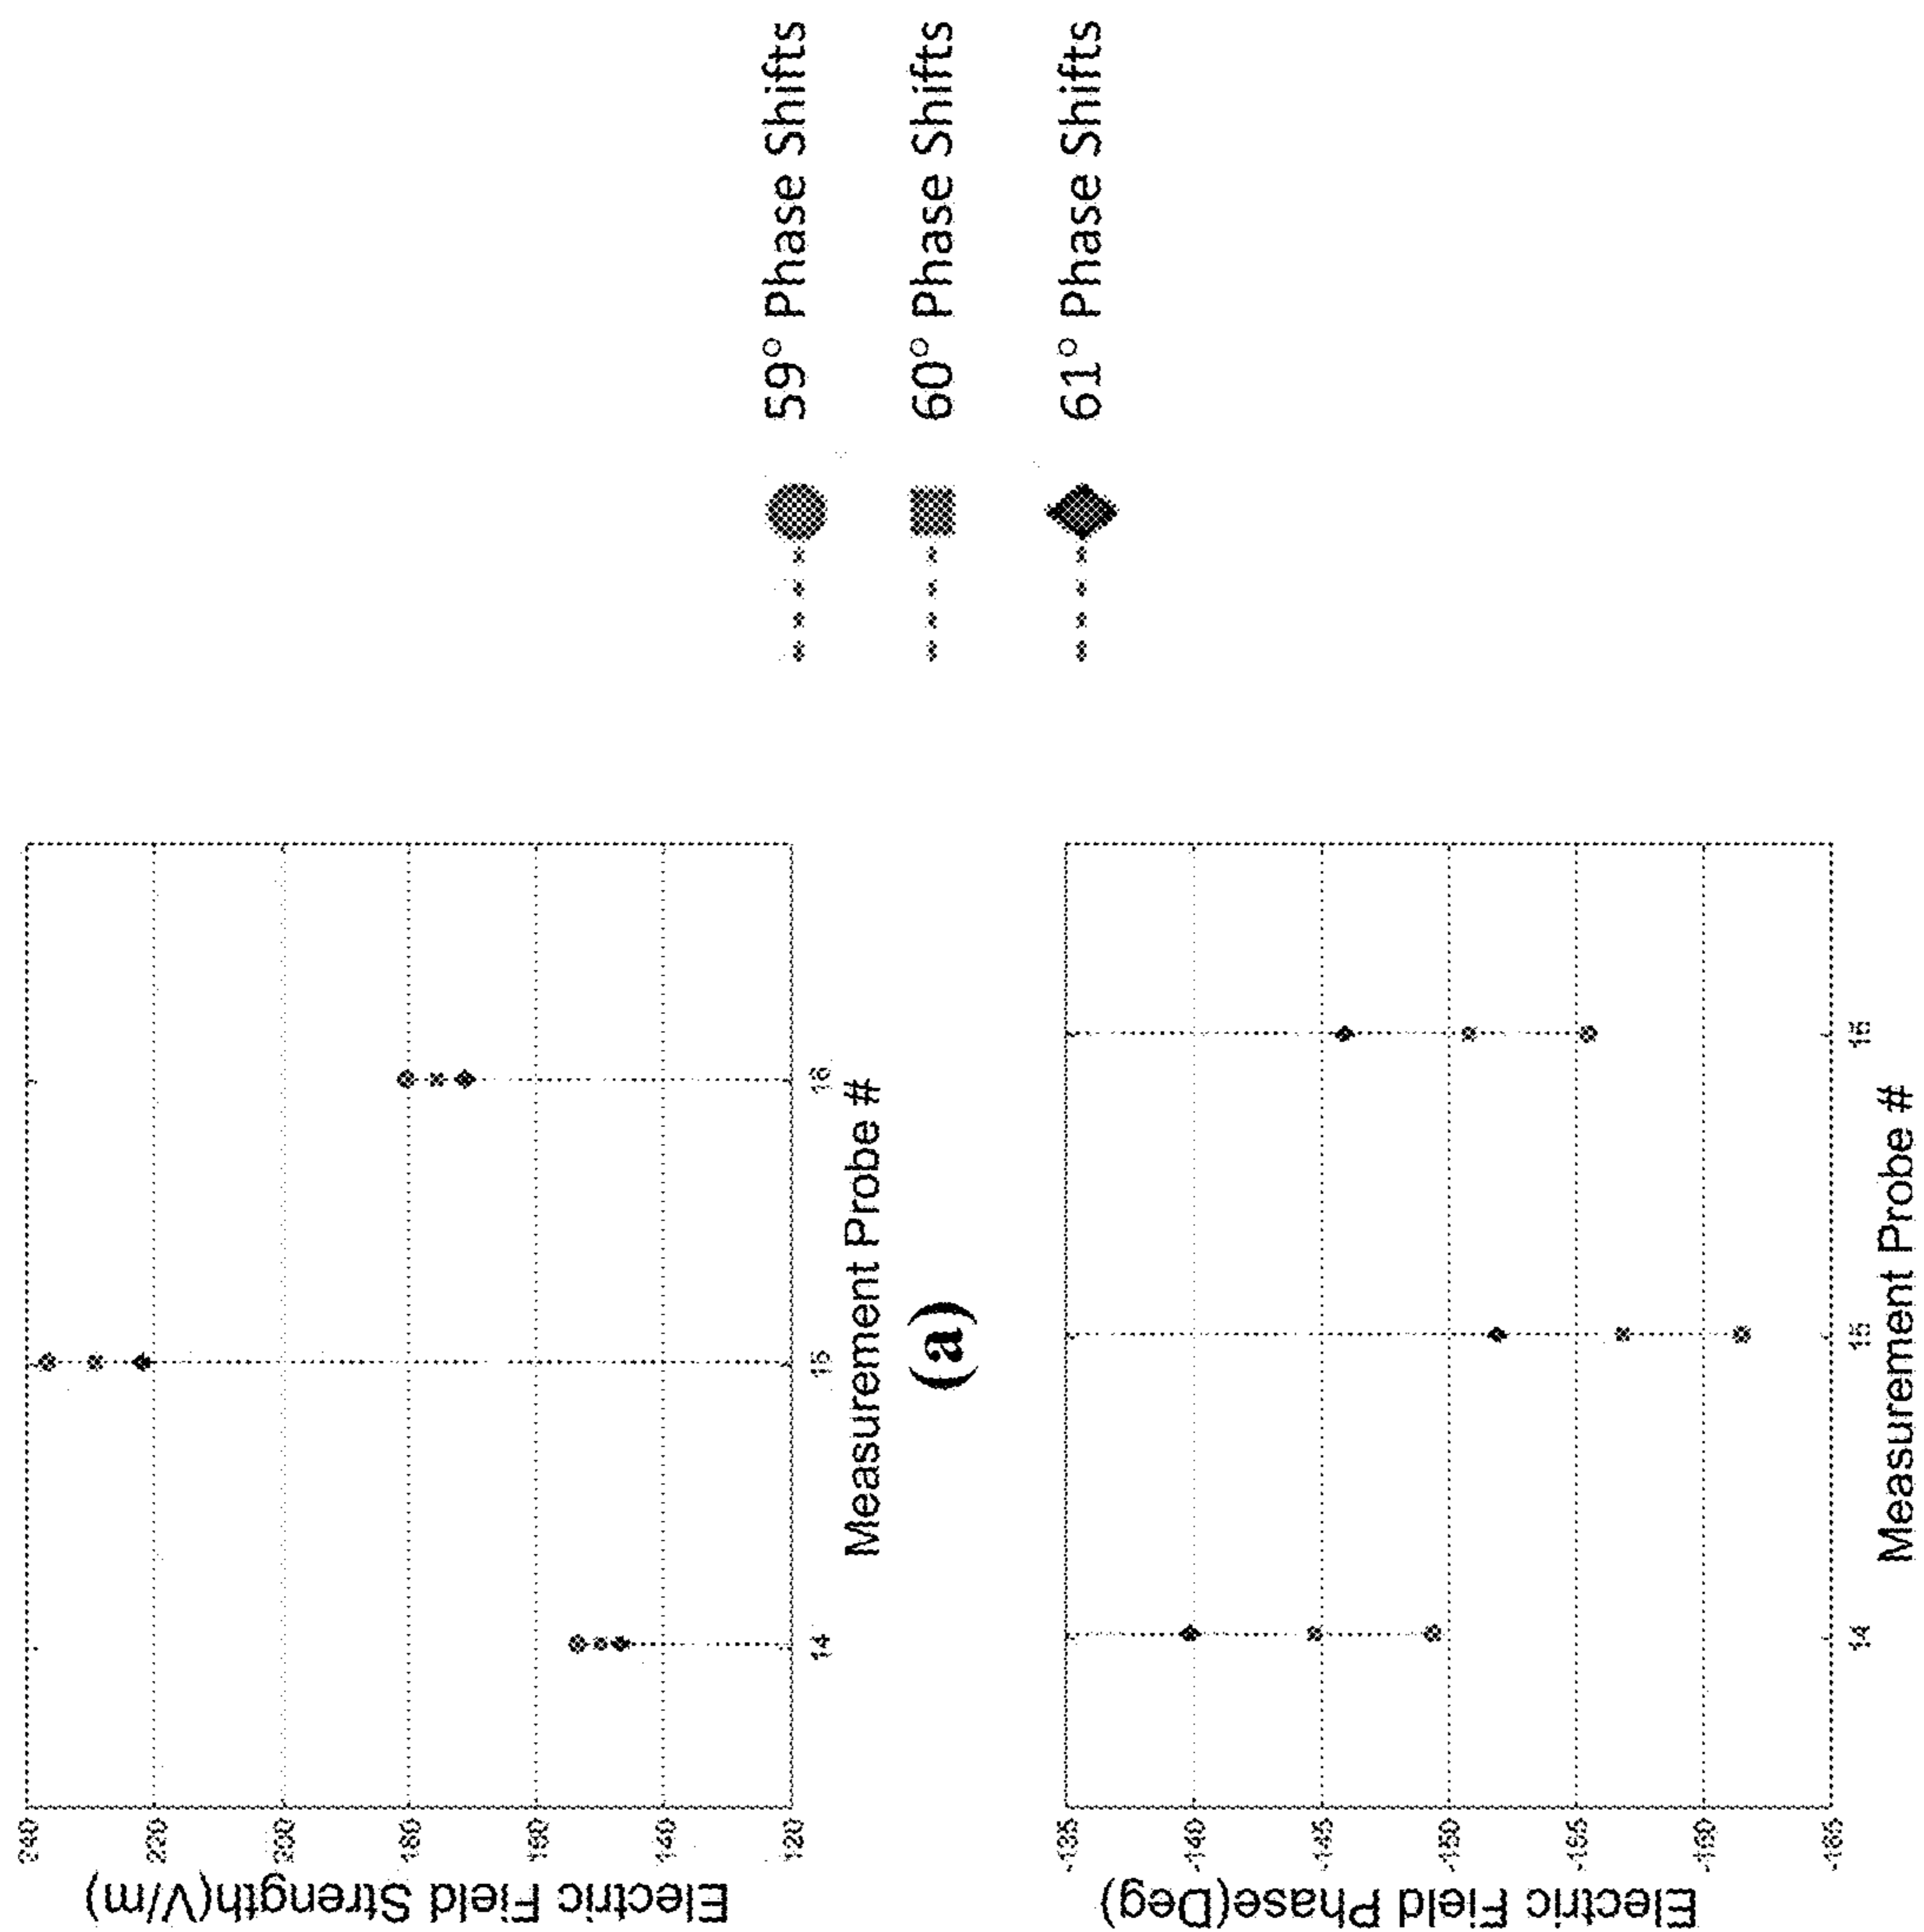 Electric Field Strength(V/m)
240
220
200
180
160
140
120
14
15
16
Measurement Probe #
(a)
Electric Field Phase(Deg)
-135
-140
-145
-150
-155
-160
-165
14
15
16
Measurement Probe #
59° Phase Shifts
60° Phase Shifts
61° Phase Shifts